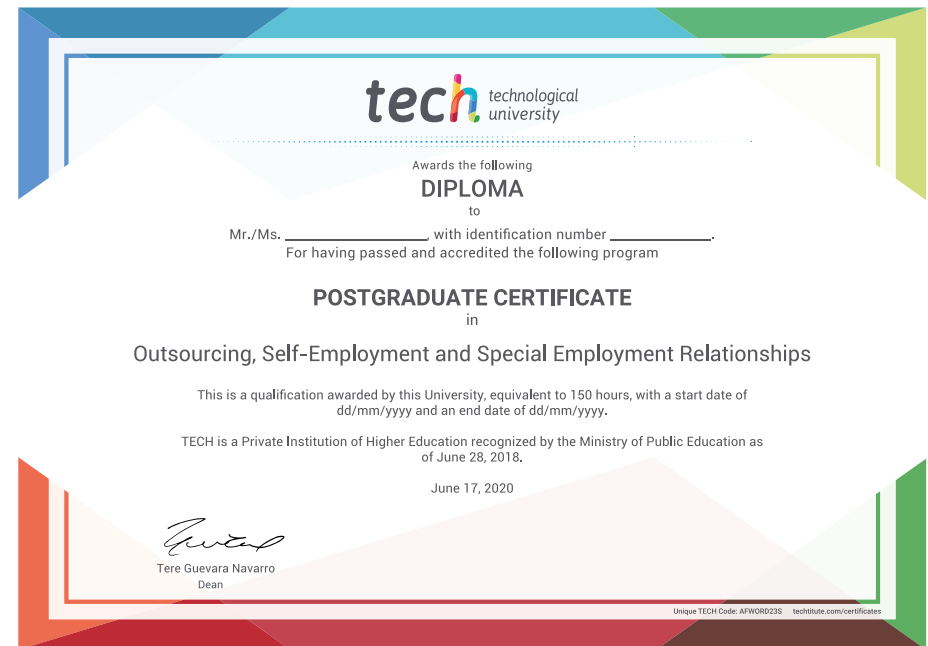 tech technological
university
Awards the following
DIPLOMA
to
Mr./Ms. ____________________, with identification number ______________.
For having passed and accredited the following program
POSTGRADUATE CERTIFICATE
in
Outsourcing, Self-Employment and Special Employment Relationships
This is a qualification awarded by this University, equivalent to 150 hours, with a start date of
dd/mm/yyyy and an end date of dd/mm/yyyy.
TECH is a Private Institution of Higher Education recognized by the Ministry of Public Education as
of June 28, 2018.
June 17, 2020
Tere Guevara Navarro
Dean
Unique TECH Code: AFWORD23S techtitute.com/certificates